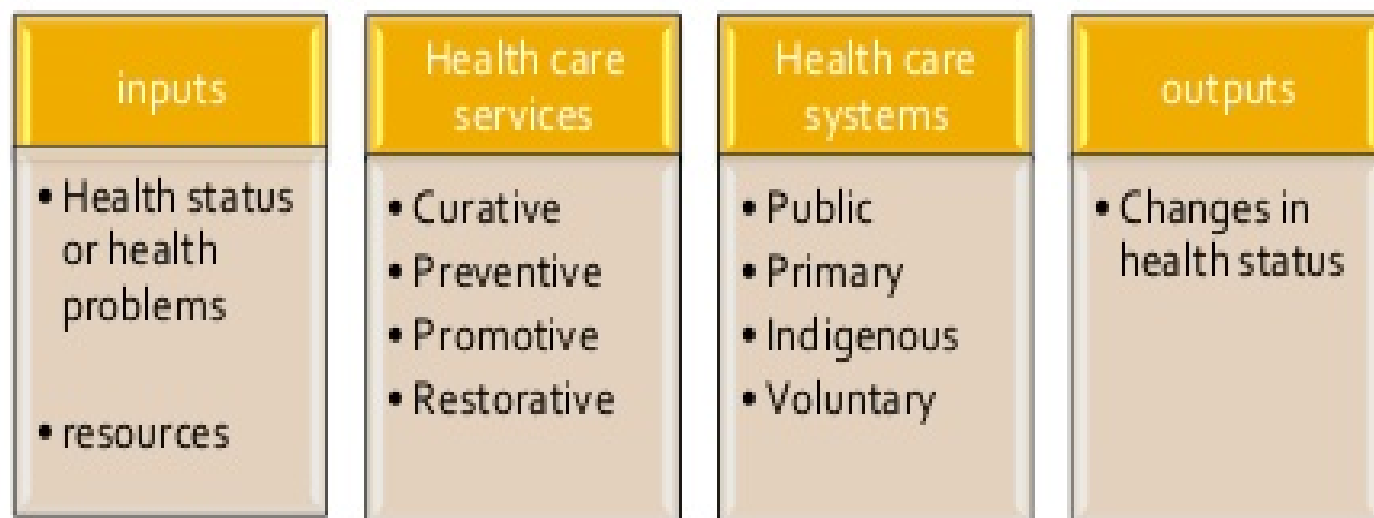 inputs
• Health status
or health
problems
• resources
Health care
services
• Curative
• Preventive
• Promotive
• Restorative
Health care
systems
• Public
• Primary
• Indigenous
• Voluntary
outputs
• Changes in
health status